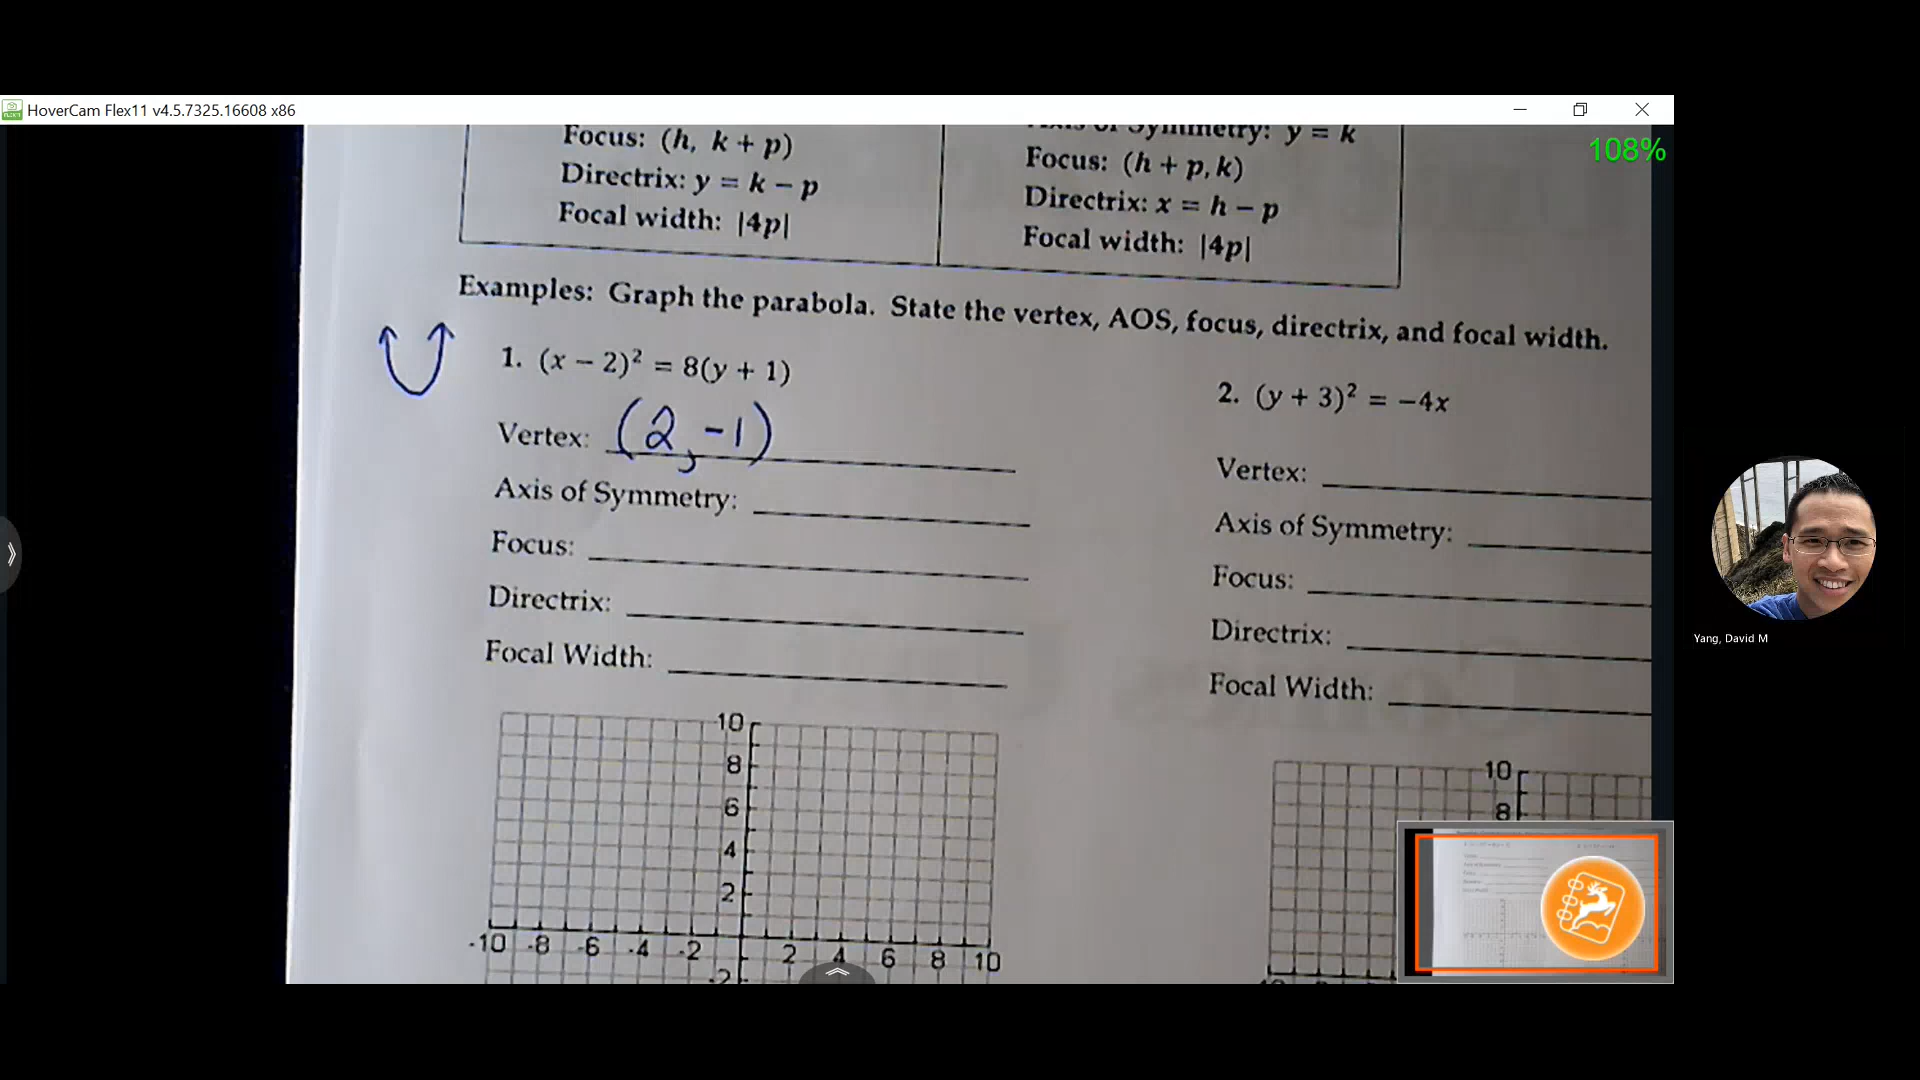 HoverCam Flex11 v4.5.7325.16608 x86
108%
Focus: (h, k + p)
Directrix: y = k − p
Focal width: |4p|
Axis of Symmetry: y = k
Focus: (h + p, k)
Directrix: x = h − p
Focal width: |4p|
Examples: Graph the parabola. State the vertex, AOS, focus, directrix, and focal width.
1. (x − 2)² = 8(y + 1)
Vertex: (2, -1)
Axis of Symmetry:
Focus:
Directrix:
Focal Width:
10
8
6
4
2
-10 -8 -6 -4 -2 2 4 6 8 10
-2
2. (y + 3)² = −4x
Vertex:
Axis of Symmetry:
Focus:
Directrix:
Focal Width:
10
8
Yang, David M